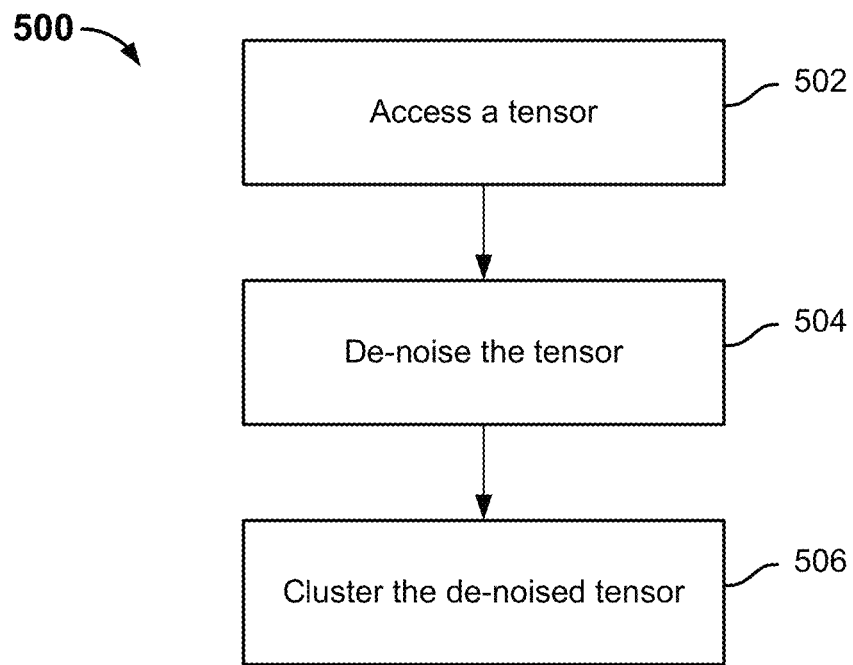 500
Access a tensor
502
De-noise the tensor
504
Cluster the de-noised tensor
506